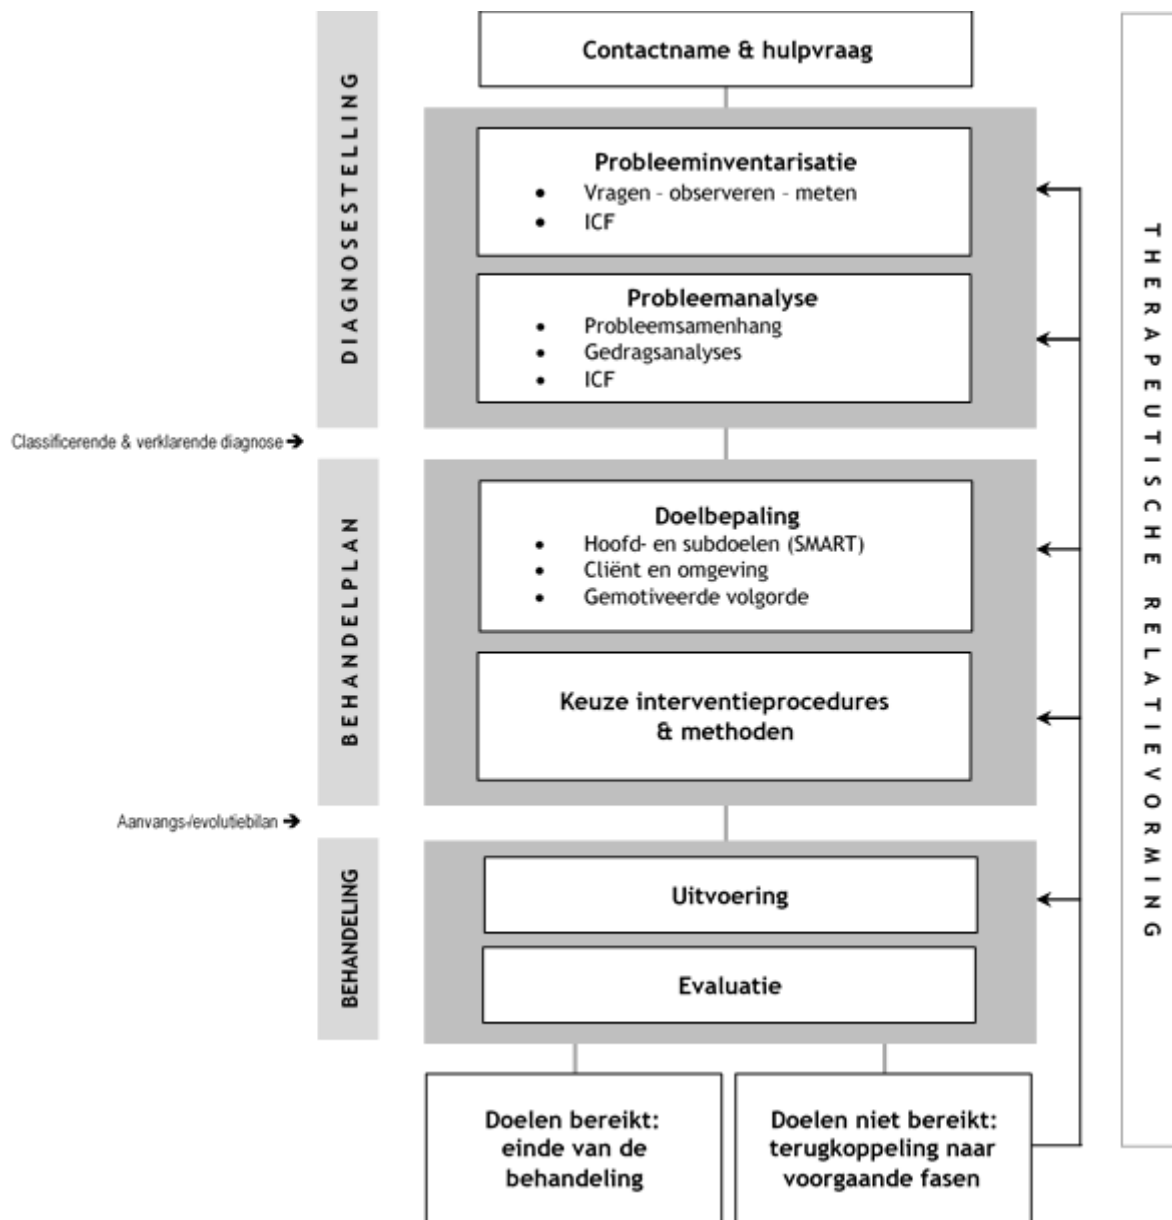 Contactname & hulpvraag
DIAGNOSESTELLING
Probleeminventarisatie
• Vragen – observeren – meten
• ICF
Probleemanalyse
• Probleemsamenhang
• Gedragsanalyses
• ICF
Classificerende & verklarende diagnose ➔
BEHANDELPLAN
Doelbepaling
• Hoofd- en subdoelen (SMART)
• Cliënt en omgeving
• Gemotiveerde volgorde
Keuze interventieprocedures
& methoden
Aanvangs-/evolutiebilan ➔
BEHANDELING
Uitvoering
Evaluatie
Doelen bereikt:
einde van de
behandeling
Doelen niet bereikt:
terugkoppeling naar
voorgaande fasen
THERAPEUTISCHE RELATIEVORMING